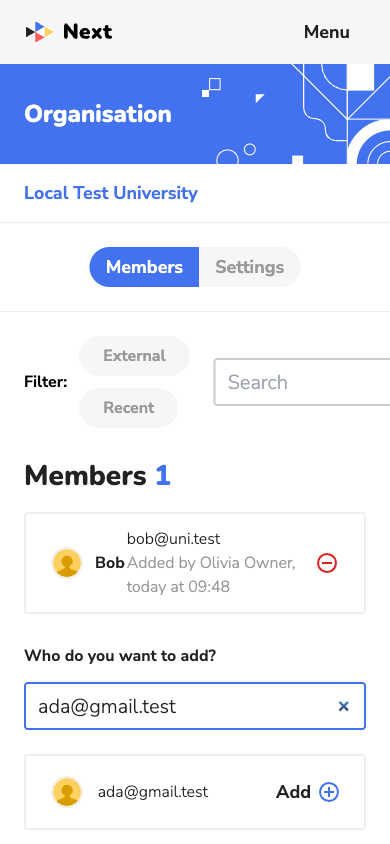 Next
Menu
Organisation
Local Test University
Members
Settings
Filter:
External
Recent
Search
Members 1
bob@uni.test
Bob
Added by Olivia Owner,
today at 09:48
Who do you want to add?
ada@gmail.test
ada@gmail.test
Add